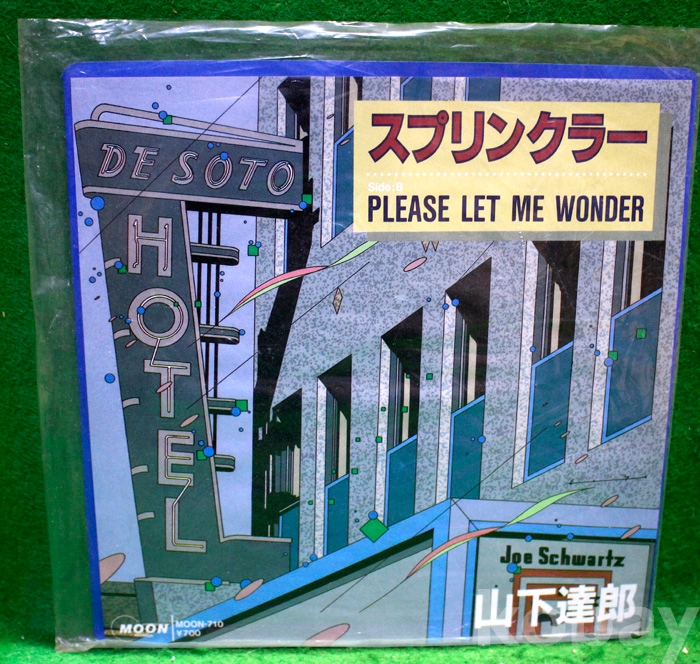 スプリンクラー
Side:B
PLEASE LET ME WONDER
DE SOTO
HOTEL
Joe Schwartz
山下達郎
MOON
MOON-710
¥700